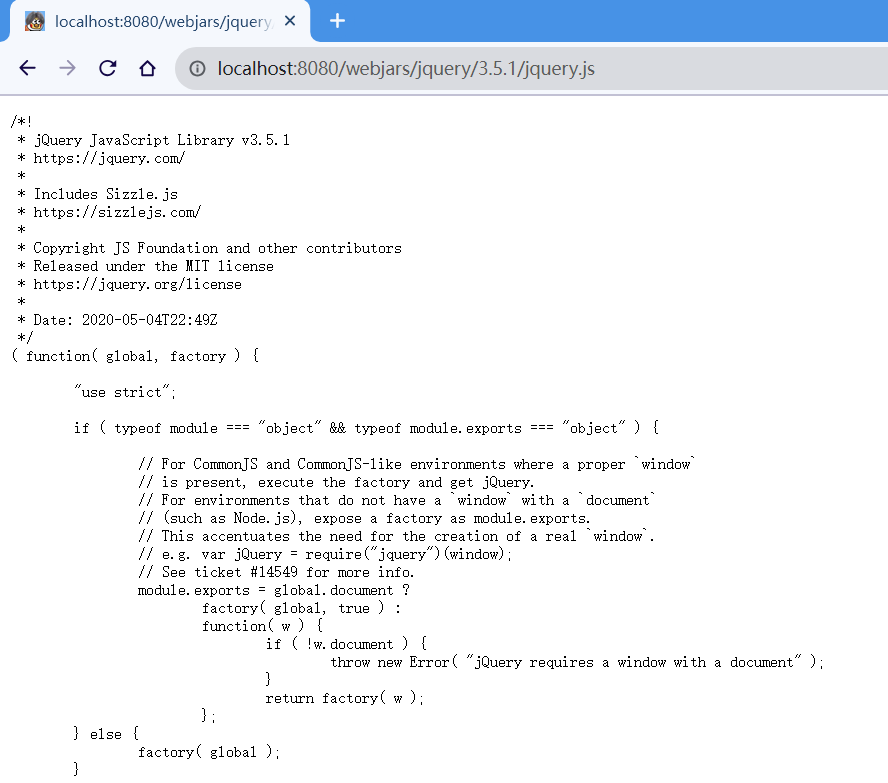 localhost:8080/webjars/jquery
localhost:8080/webjars/jquery/3.5.1/jquery.js
/*!
 * jQuery JavaScript Library v3.5.1
 * https://jquery.com/
 *
 * Includes Sizzle.js
 * https://sizzlejs.com/
 *
 * Copyright JS Foundation and other contributors
 * Released under the MIT license
 * https://jquery.org/license
 *
 * Date: 2020-05-04T22:49Z
 */
( function( global, factory ) {
"use strict";
if ( typeof module === "object" && typeof module.exports === "object" ) {
// For CommonJS and CommonJS-like environments where a proper `window`
// is present, execute the factory and get jQuery.
// For environments that do not have a `window` with a `document`
// (such as Node.js), expose a factory as module.exports.
// This accentuates the need for the creation of a real `window`.
// e.g. var jQuery = require("jquery")(window);
// See ticket #14549 for more info.
module.exports = global.document ?
factory( global, true ) :
function( w ) {
if ( !w.document ) {
throw new Error( "jQuery requires a window with a document" );
}
return factory( w );
};
} else {
factory( global );
}